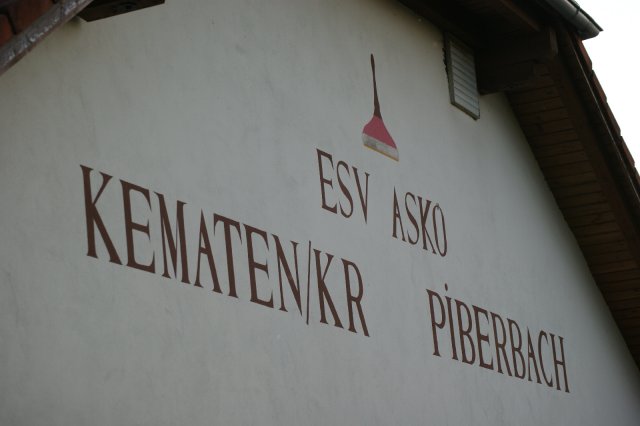 ESV ASKÖ
KEMATEN/KR PiBERBACH